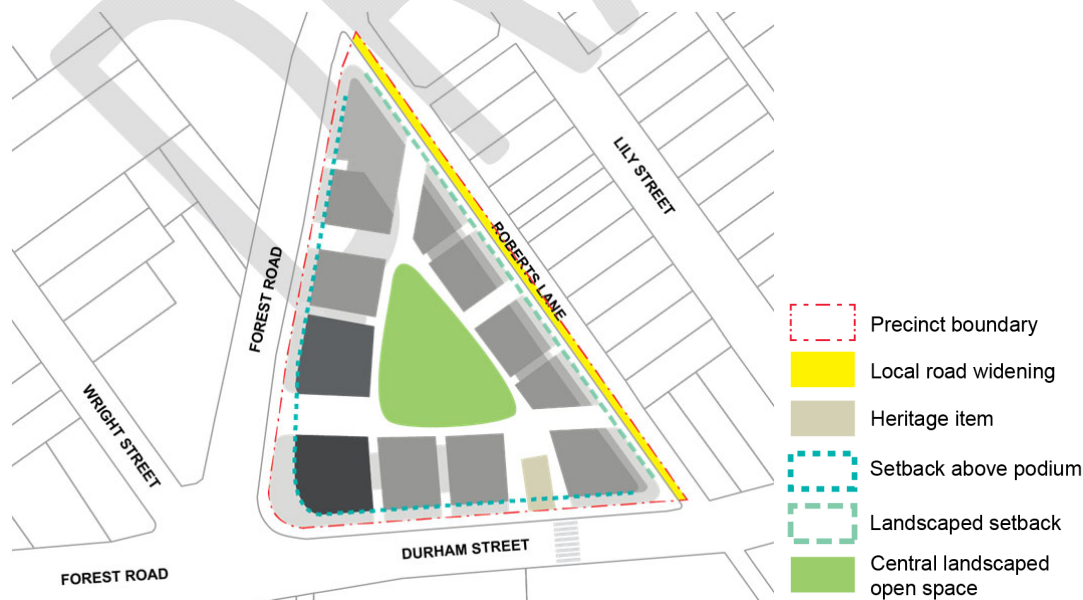 LILY STREET
ROBERTS LANE
FOREST ROAD
WRIGHT STREET
DURHAM STREET
FOREST ROAD
Precinct boundary
Local road widening
Heritage item
Setback above podium
Landscaped setback
Central landscaped
open space